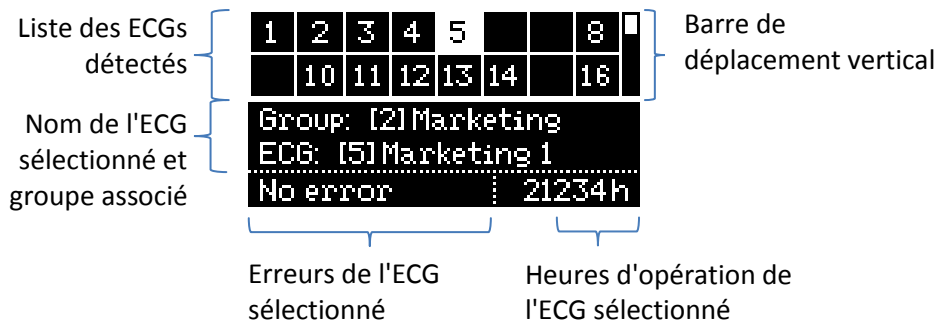 Liste des ECGs
détectés
1 2 3 4 5 8
10 11 12 13 14 16
Barre de
déplacement vertical
Nom de l'ECG
sélectionné et
groupe associé
Group: [2] Marketing
ECG: [5] Marketing 1
No error 21234 h
Erreurs de l'ECG
sélectionné
Heures d'opération de
l'ECG sélectionné